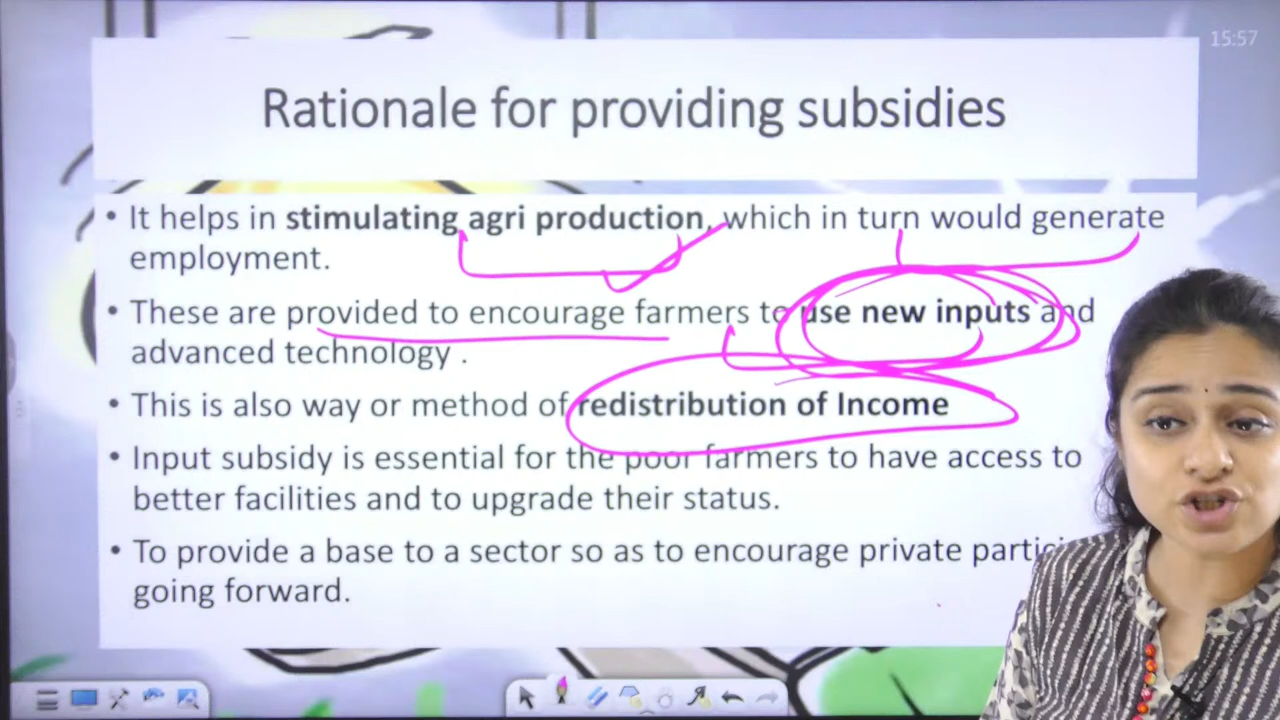 15:57
Rationale for providing subsidies
• It helps in stimulating agri production, which in turn would generate
employment.
• These are provided to encourage farmers to use new inputs and
advanced technology .
• This is also way or method of redistribution of Income
• Input subsidy is essential for the poor farmers to have access to
better facilities and to upgrade their status.
• To provide a base to a sector so as to encourage private
going forward.